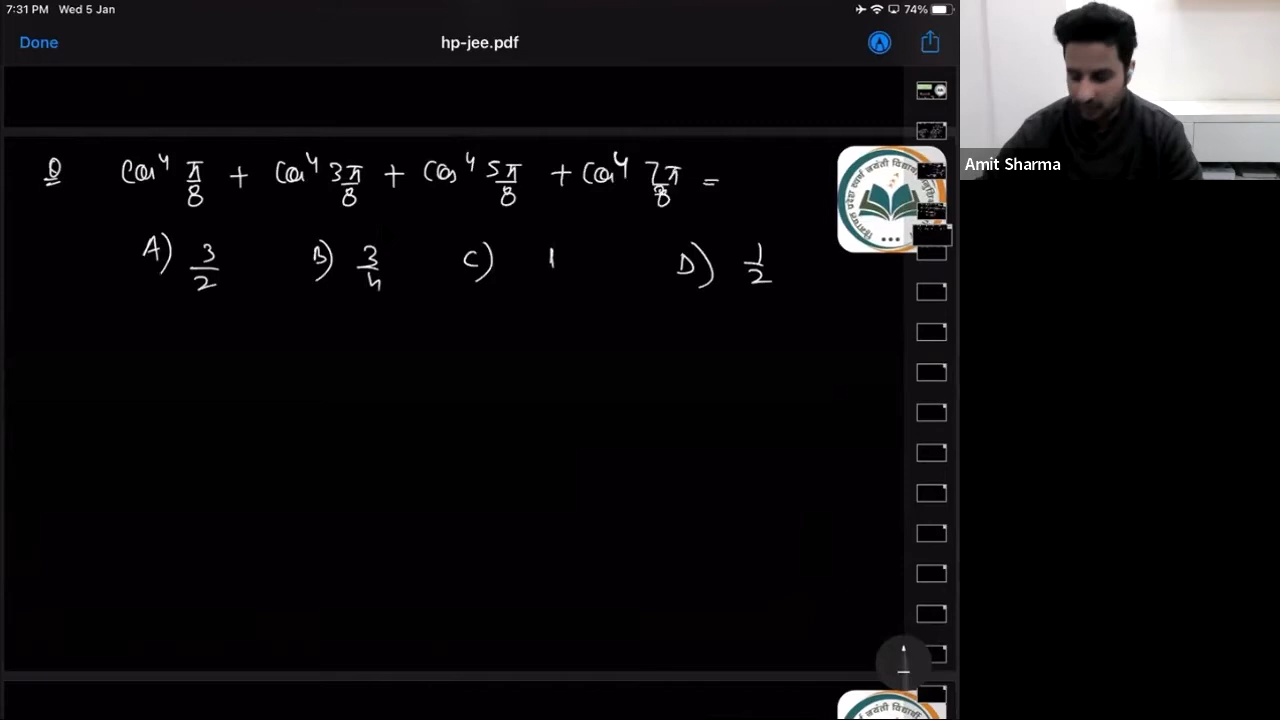 7:31 PM Wed 5 Jan 74%
Done hp-jee.pdf
Q cos⁴ π/8 + cos⁴ 3π/8 + cos⁴ 5π/8 + cos⁴ 7π/8 =
A) 3/2 B) 3/4 C) 1 D) 1/2
Amit Sharma